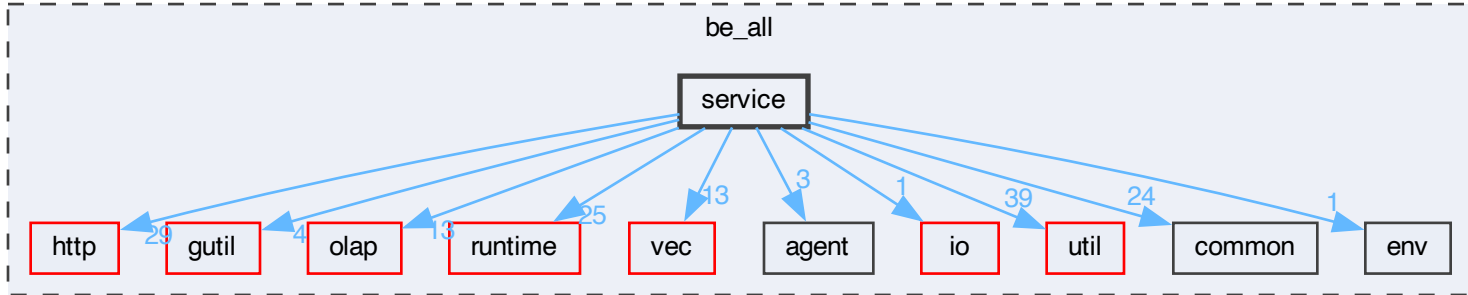 be_all
service
13
3
1
39
24
1
29
4
13
25
http
gutil
olap
runtime
vec
agent
io
util
common
env